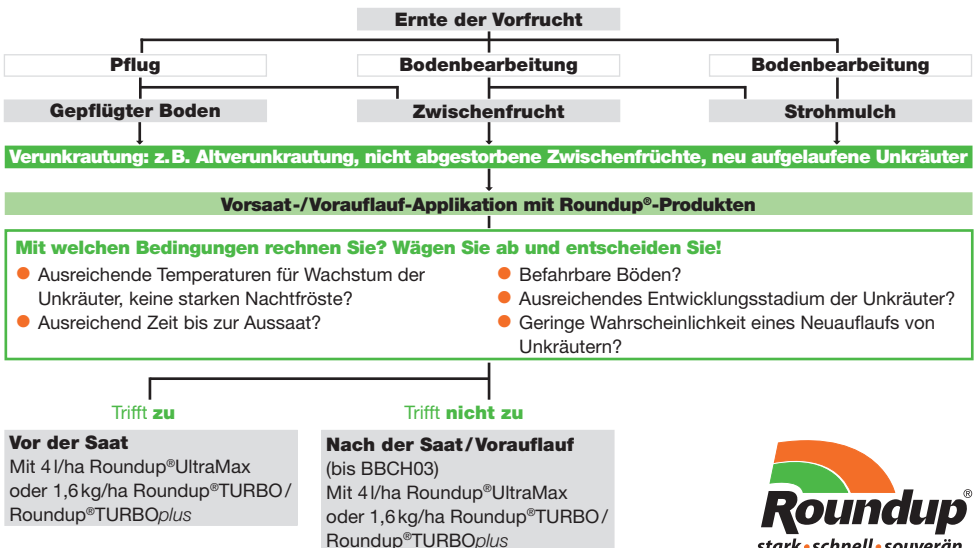 Ernte der Vorfrucht
Pflug
Bodenbearbeitung
Bodenbearbeitung
Gepflügter Boden
Zwischenfrucht
Strohmulch
Verunkrautung: z.B. Altverunkrautung, nicht abgestorbene Zwischenfrüchte, neu aufgelaufene Unkräuter
Vorsaat-/Vorauflauf-Applikation mit Roundup®-Produkten
Mit welchen Bedingungen rechnen Sie? Wägen Sie ab und entscheiden Sie!
● Ausreichende Temperaturen für Wachstum der
Unkräuter, keine starken Nachtfröste?
● Ausreichend Zeit bis zur Aussaat?
● Befahrbare Böden?
● Ausreichendes Entwicklungsstadium der Unkräuter?
● Geringe Wahrscheinlichkeit eines Neuauflaufs von
Unkräutern?
Trifft zu
Vor der Saat
Mit 4 l/ha Roundup®UltraMax
oder 1,6 kg/ha Roundup®TURBO/
Roundup®TURBOplus
Trifft nicht zu
Nach der Saat/Vorauflauf
(bis BBCH03)
Mit 4 l/ha Roundup®UltraMax
oder 1,6 kg/ha Roundup®TURBO/
Roundup®TURBOplus
Roundup®
stark•schnell•souverän